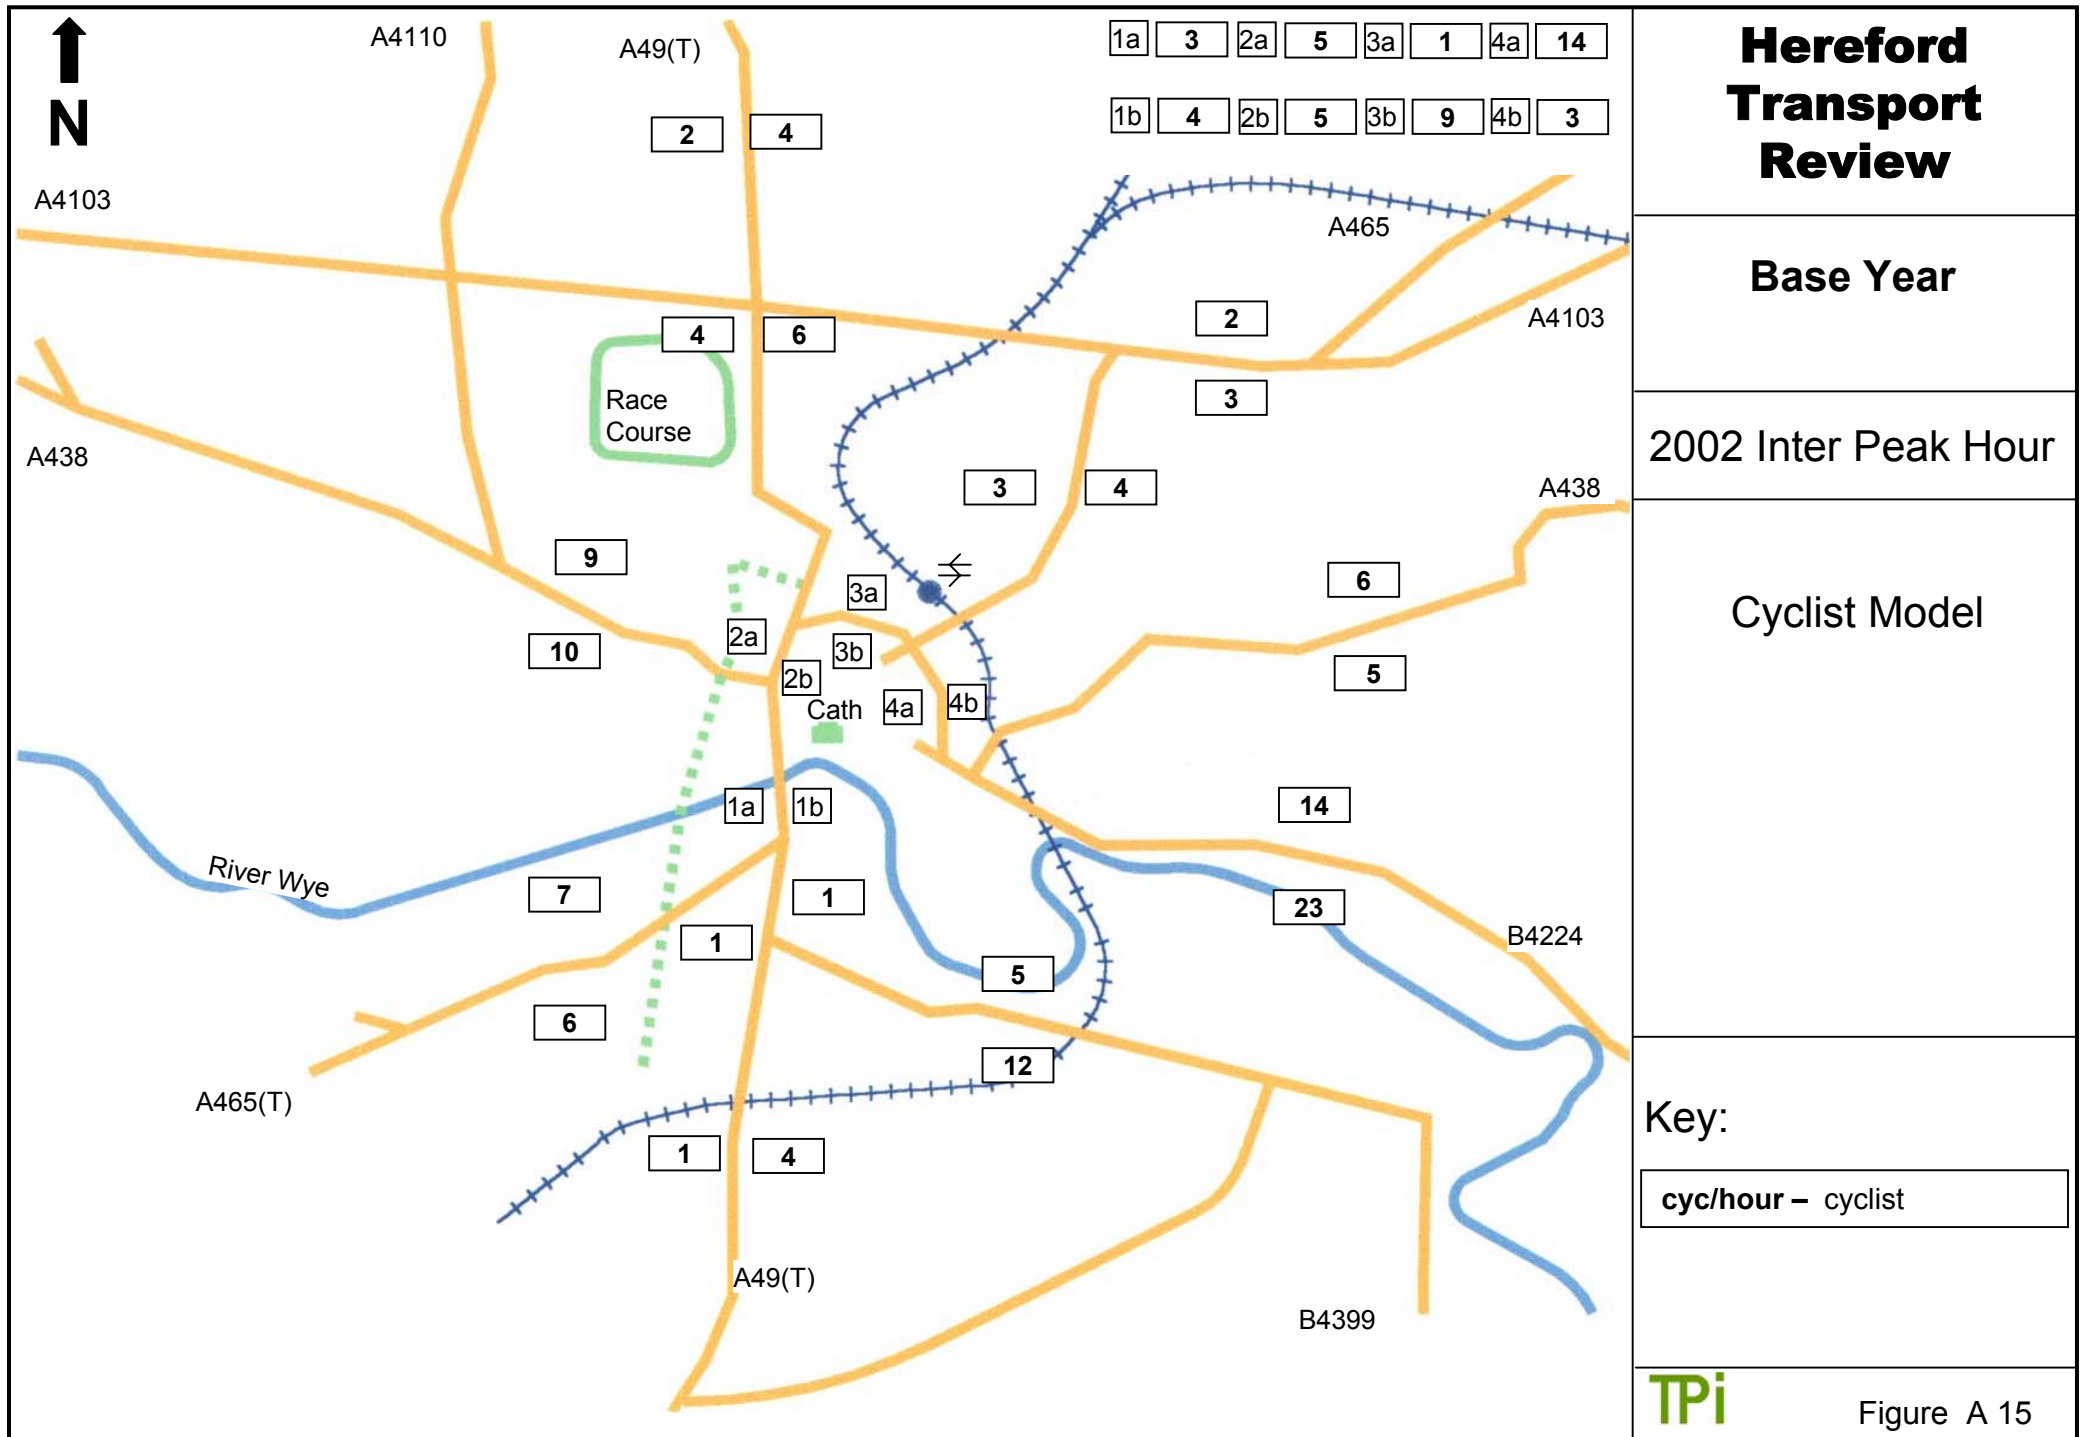 A4110
A49(T)
1a 3 2a 5 3a 1 4a 14
1b 4 2b 5 3b 9 4b 3
N
2 4
A4103
A465
2
A4103
4 6
3
Race
Course
A438
3 4
A438
9
6
3a
2a
3b
10
2b
5
Cath
4a
4b
1a
1b
14
River Wye
7
1
23
1
B4224
5
6
12
A465(T)
1 4
A49(T)
B4399
Hereford
Transport
Review
Base Year
2002 Inter Peak Hour
Cyclist Model
Key:
cyc/hour – cyclist
TPi
Figure A 15